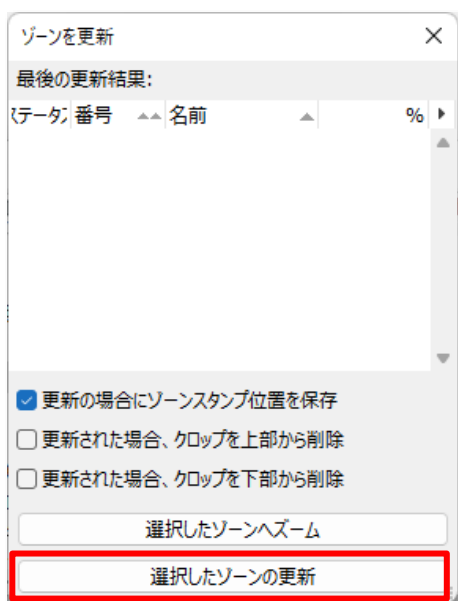 ゾーンを更新
最後の更新結果:
ステータス 番号 名前 %
更新の場合にゾーンスタンプ位置を保存
更新された場合、クロップを上部から削除
更新された場合、クロップを下部から削除
選択したゾーンへズーム
選択したゾーンの更新